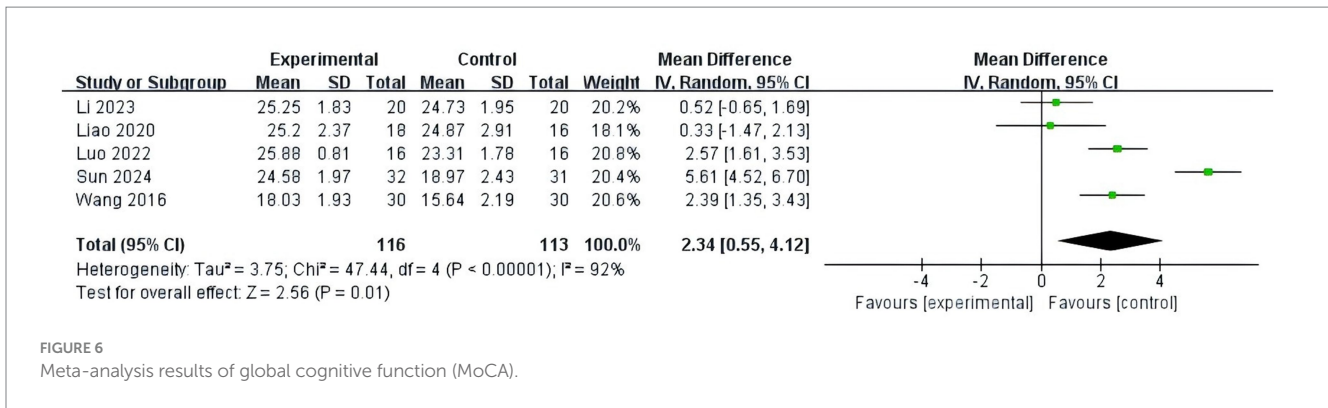 Experimental Control Mean Difference Mean Difference
Study or Subgroup Mean SD Total Mean SD Total Weight IV, Random, 95% CI IV, Random, 95% CI
Li 2023 25.25 1.83 20 24.73 1.95 20 20.2% 0.52 [-0.65, 1.69]
Liao 2020 25.2 2.37 18 24.87 2.91 16 18.1% 0.33 [-1.47, 2.13]
Luo 2022 25.88 0.81 16 23.31 1.78 16 20.8% 2.57 [1.61, 3.53]
Sun 2024 24.58 1.97 32 18.97 2.43 31 20.4% 5.61 [4.52, 6.70]
Wang 2016 18.03 1.93 30 15.64 2.19 30 20.6% 2.39 [1.35, 3.43]
Total (95% CI) 116 113 100.0% 2.34 [0.55, 4.12]
Heterogeneity: Tau² = 3.75; Chi² = 47.44, df = 4 (P < 0.00001); I² = 92%
Test for overall effect: Z = 2.56 (P = 0.01)
-4 -2 0 2 4
Favours [experimental] Favours [control]
FIGURE 6
Meta-analysis results of global cognitive function (MoCA).